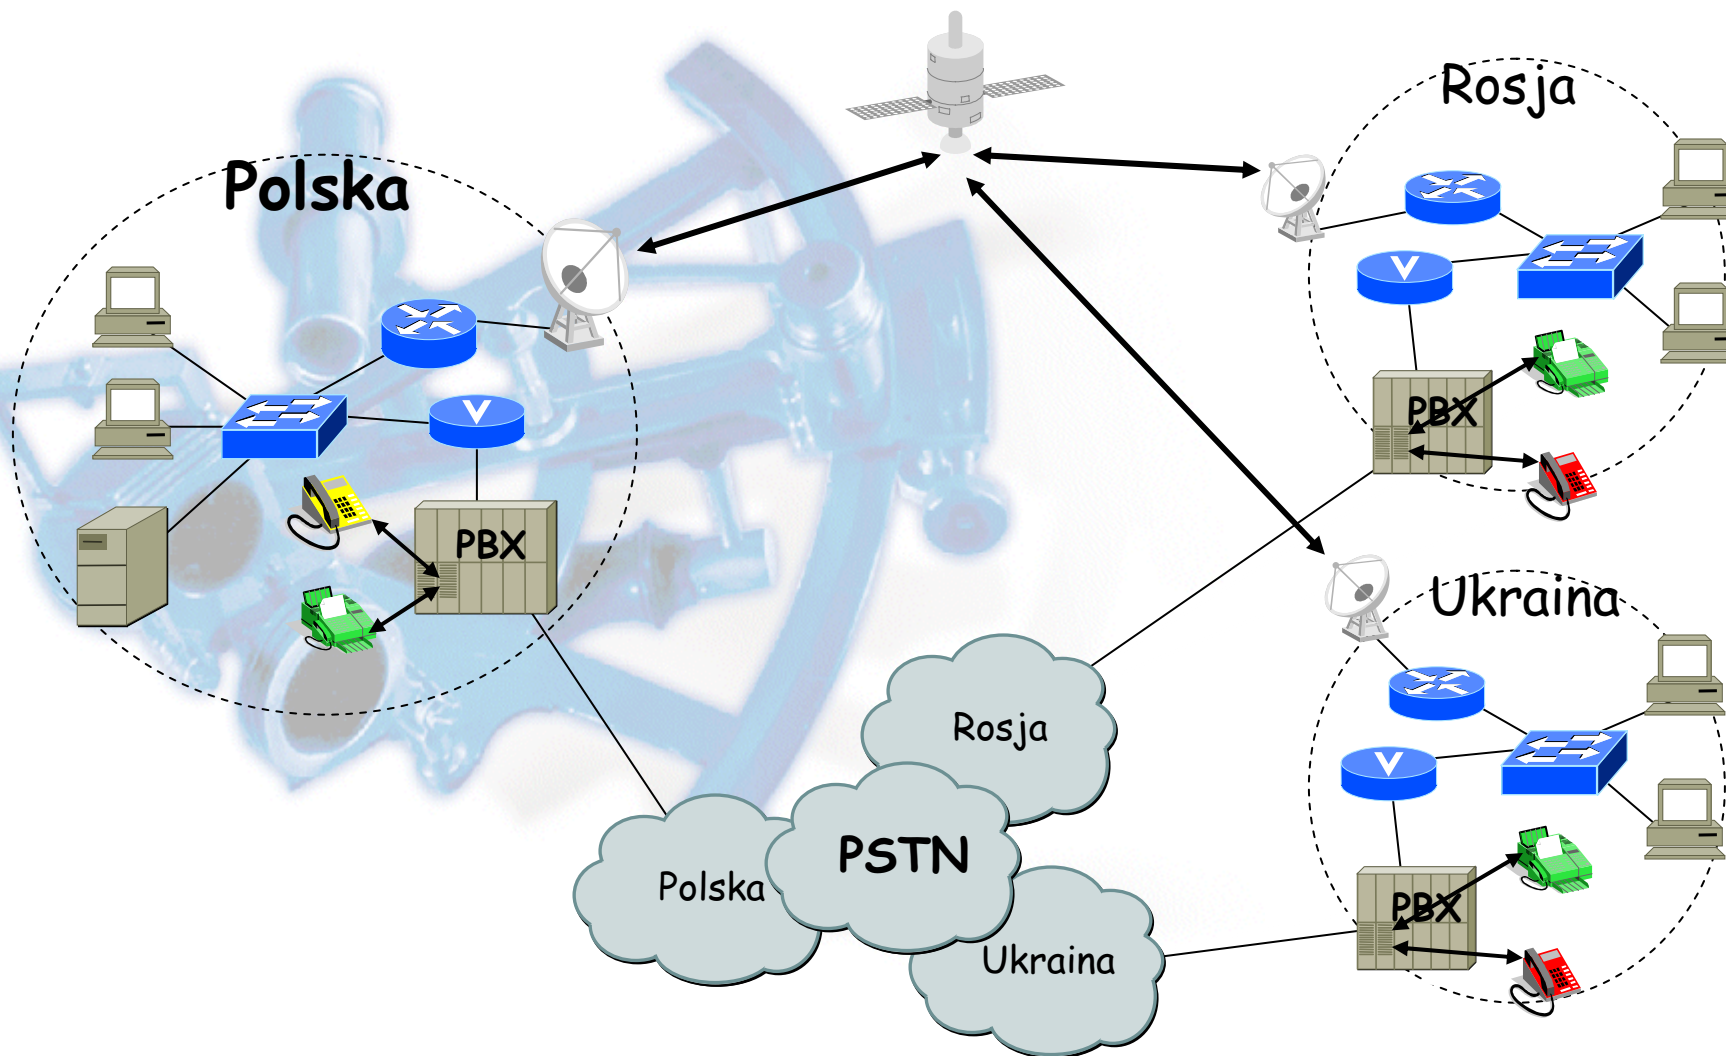 Rosja
Polska
V
V
PBX
PBX
Ukraina
Rosja
V
PSTN
Polska
PBX
Ukraina